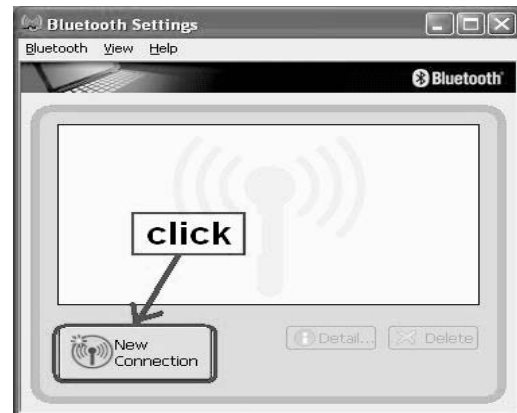 Bluetooth Settings
Bluetooth View Help
Bluetooth
click
New
Connection
Detail...
Delete